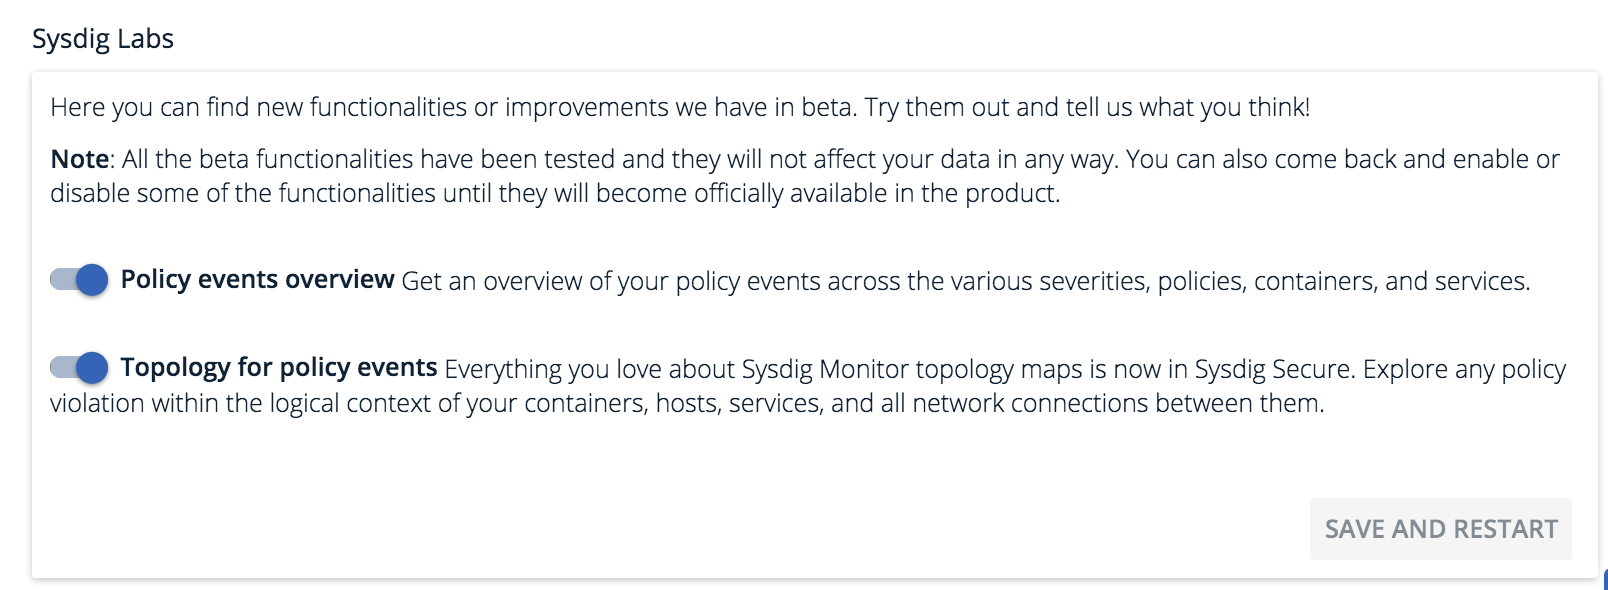 Sysdig Labs
Here you can find new functionalities or improvements we have in beta. Try them out and tell us what you think!
Note: All the beta functionalities have been tested and they will not affect your data in any way. You can also come back and enable or
disable some of the functionalities until they will become officially available in the product.
Policy events overview Get an overview of your policy events across the various severities, policies, containers, and services.
Topology for policy events Everything you love about Sysdig Monitor topology maps is now in Sysdig Secure. Explore any policy
violation within the logical context of your containers, hosts, services, and all network connections between them.
SAVE AND RESTART